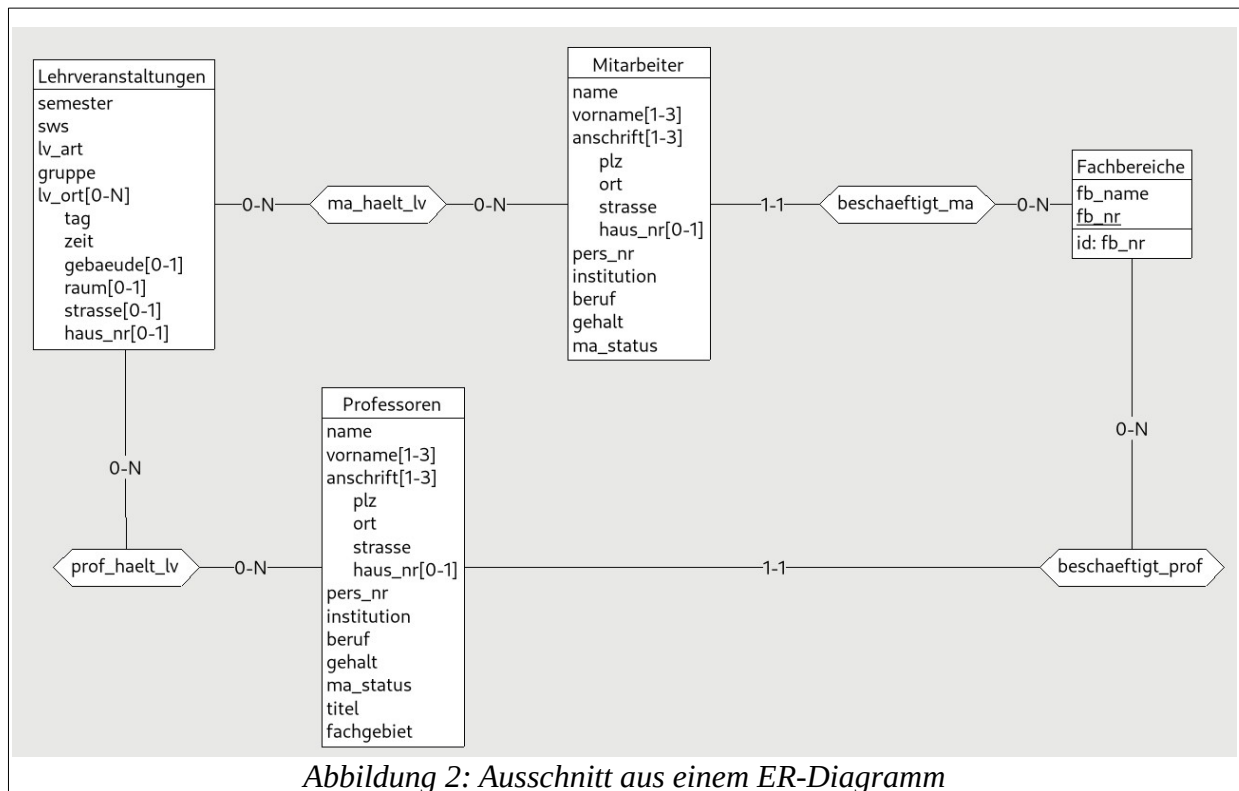 Lehrveranstaltungen
semester
sws
lv_art
gruppe
lv_ort[0-N]
tag
zeit
gebaeude[0-1]
raum[0-1]
strasse[0-1]
haus_nr[0-1]
0-N
ma_haelt_lv
0-N
Mitarbeiter
name
vorname[1-3]
anschrift[1-3]
plz
ort
strasse
haus_nr[0-1]
pers_nr
institution
beruf
gehalt
ma_status
1-1
beschaeftigt_ma
0-N
Fachbereiche
fb_name
fb_nr
id: fb_nr
0-N
prof_haelt_lv
0-N
Professoren
name
vorname[1-3]
anschrift[1-3]
plz
ort
strasse
haus_nr[0-1]
pers_nr
institution
beruf
gehalt
ma_status
titel
fachgebiet
1-1
0-N
beschaeftigt_prof
Abbildung 2: Ausschnitt aus einem ER-Diagramm